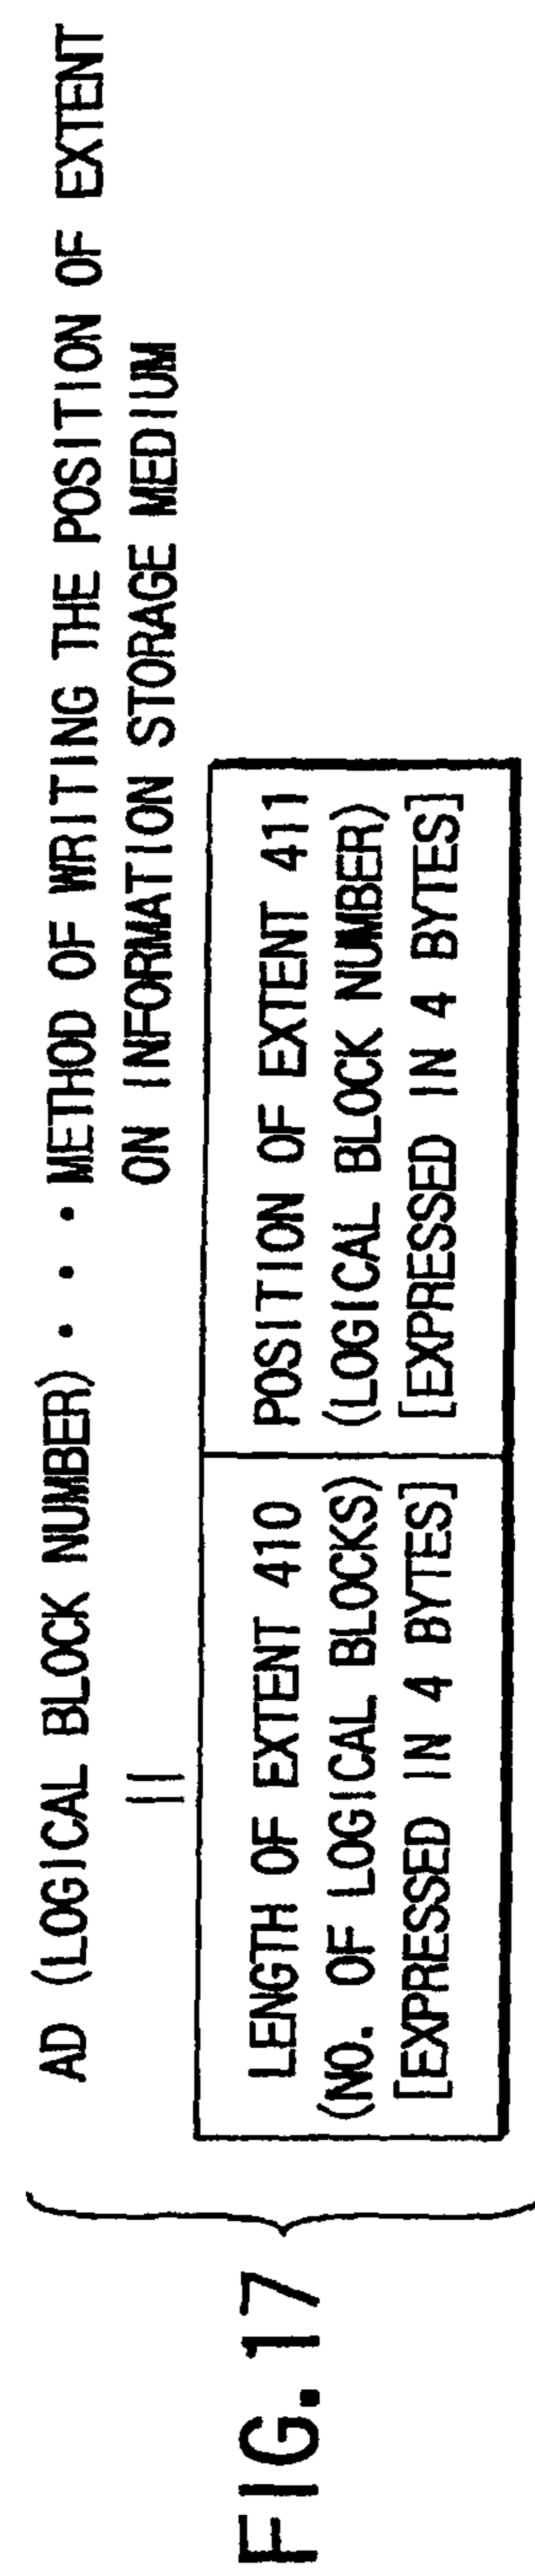 FIG. 17
AD (LOGICAL BLOCK NUMBER) • • • METHOD OF WRITING THE POSITION OF EXTENT
ON INFORMATION STORAGE MEDIUM
||
LENGTH OF EXTENT 410
(NO. OF LOGICAL BLOCKS)
[EXPRESSED IN 4 BYTES]
POSITION OF EXTENT 411
(LOGICAL BLOCK NUMBER)
[EXPRESSED IN 4 BYTES]